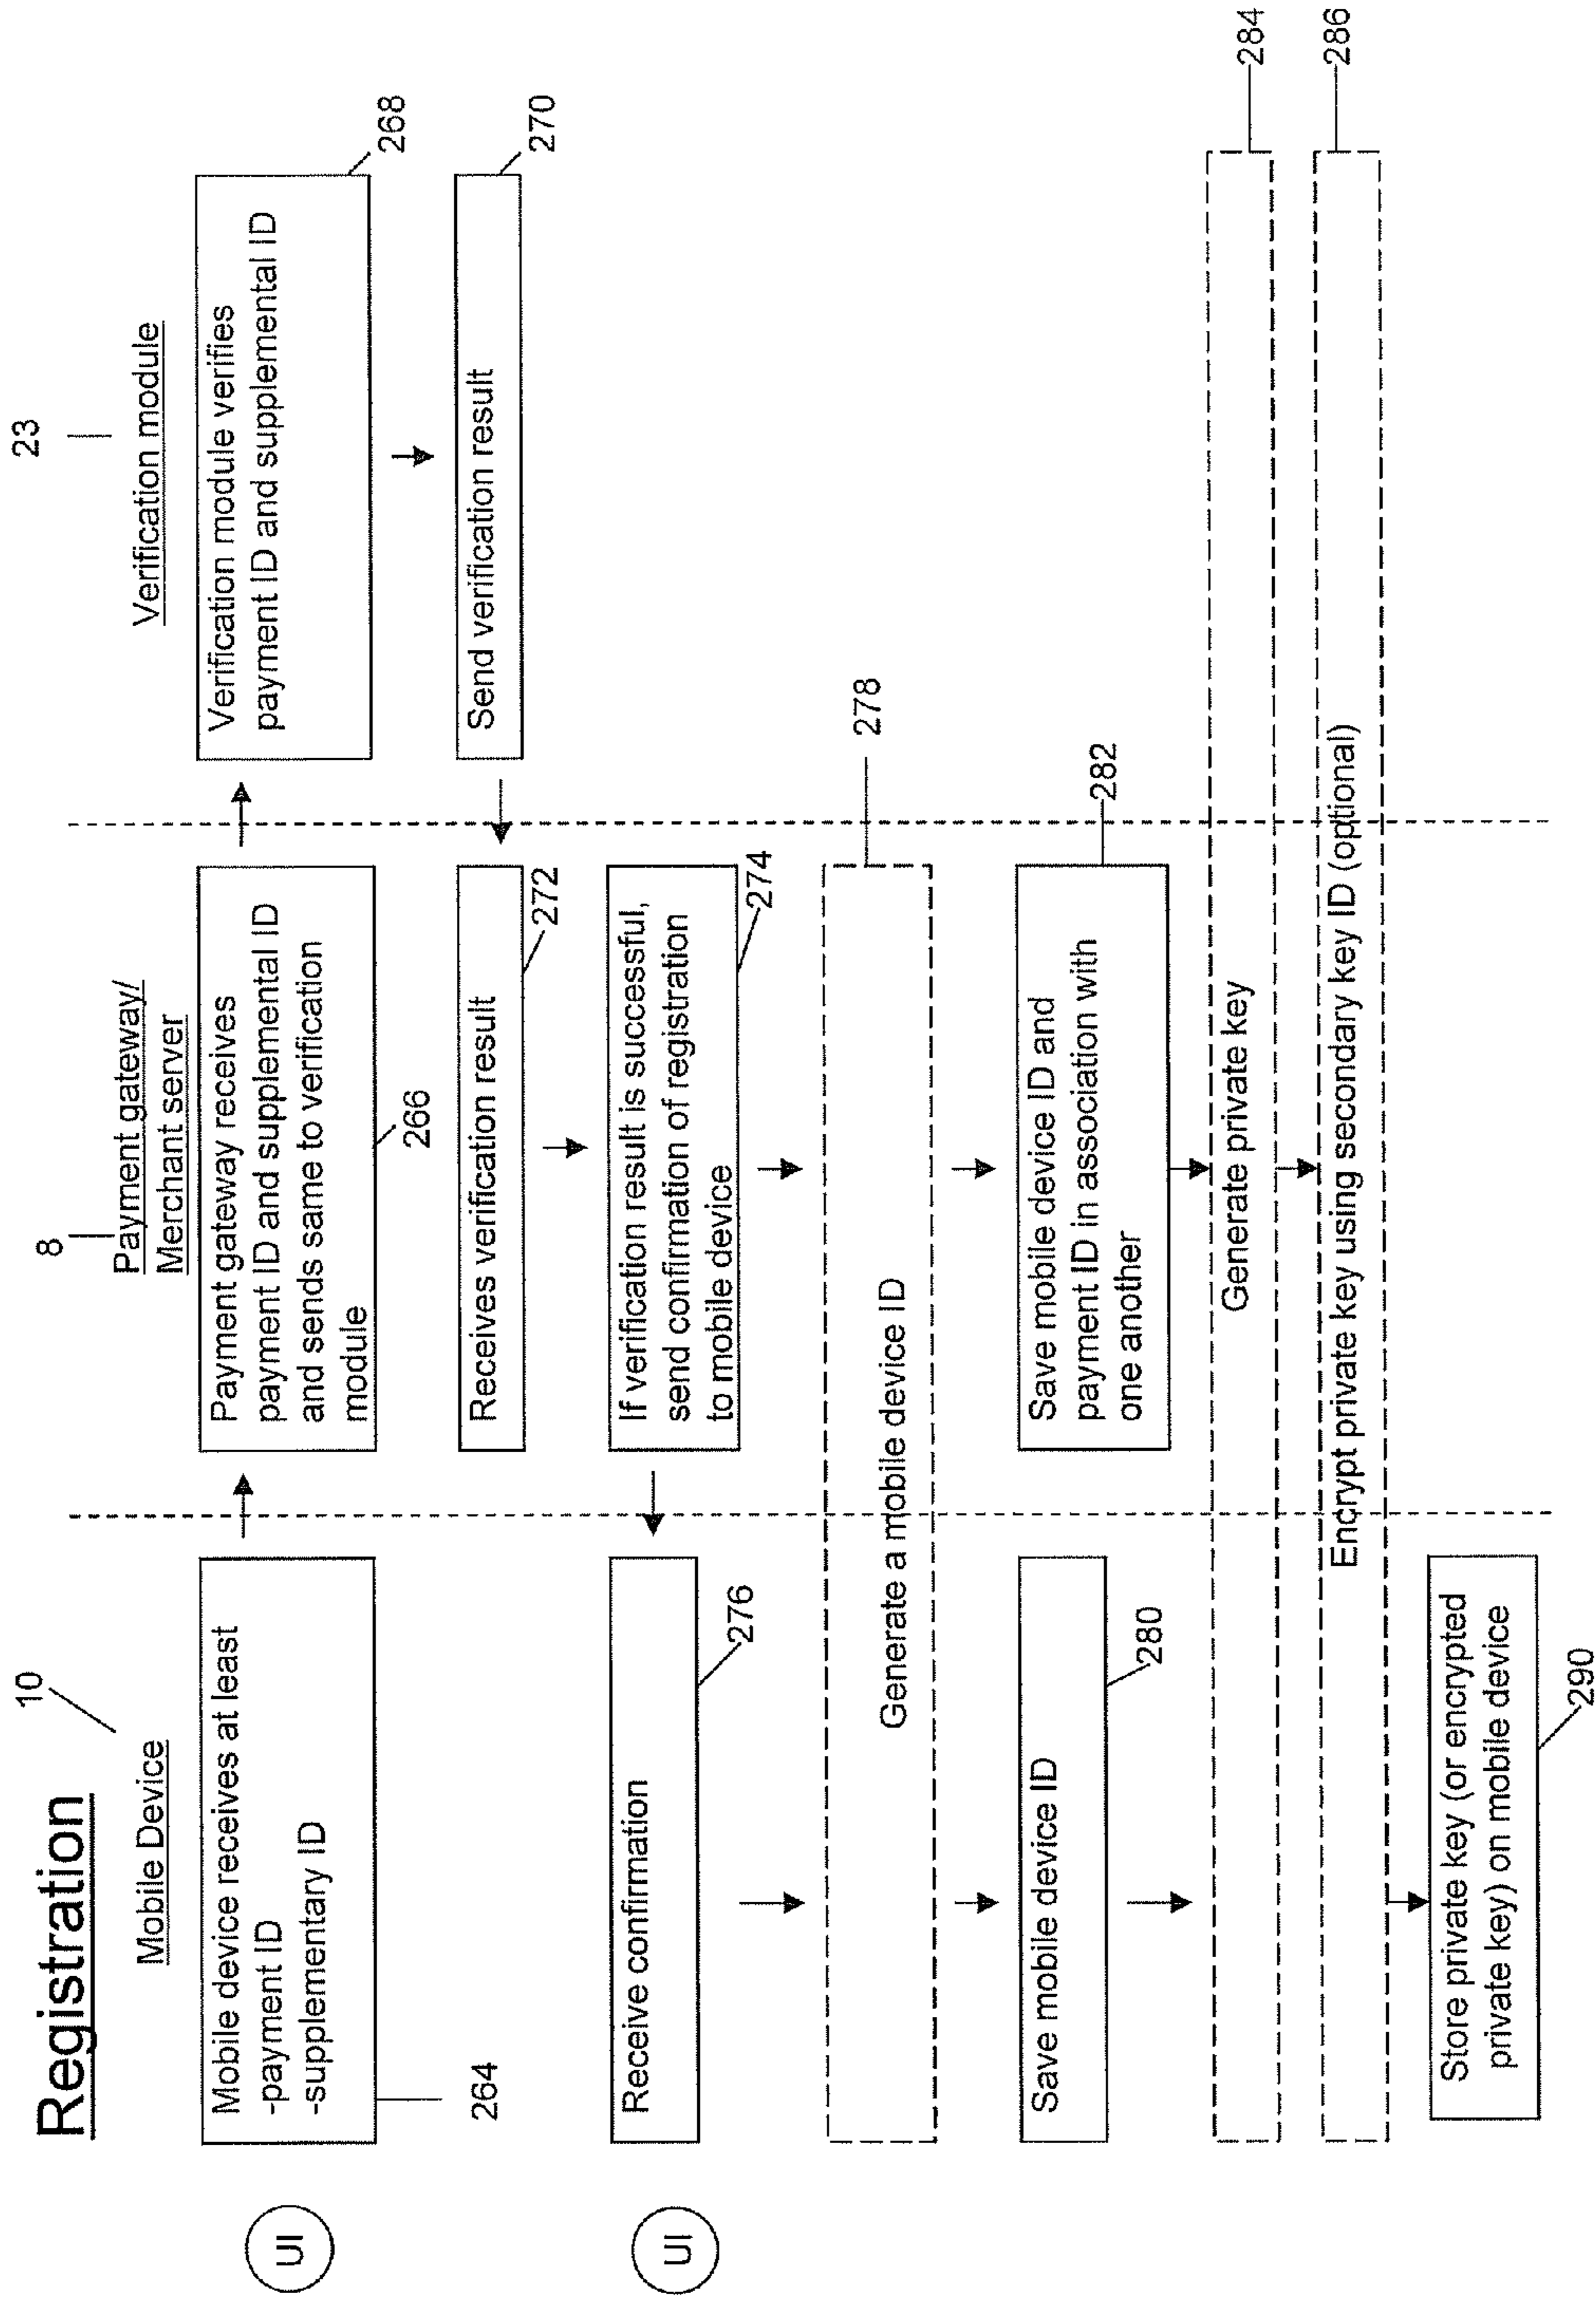 Registration
10
Mobile Device
8
Payment gateway/
Merchant server
23
Verification module
UI
Mobile device receives at least
-payment ID
-supplementary ID
264
Payment gateway receives
payment ID and supplemental ID
and sends same to verification
module
266
Verification module verifies
payment ID and supplemental ID
268
Send verification result
270
Receives verification result
272
If verification result is successful,
send confirmation of registration
to mobile device
274
UI
Receive confirmation
276
Generate a mobile device ID
278
Save mobile device ID
280
Save mobile device ID and
payment ID in association with
one another
282
Generate private key
284
Encrypt private key using secondary key ID (optional)
286
Store private key (or encrypted
private key) on mobile device
290